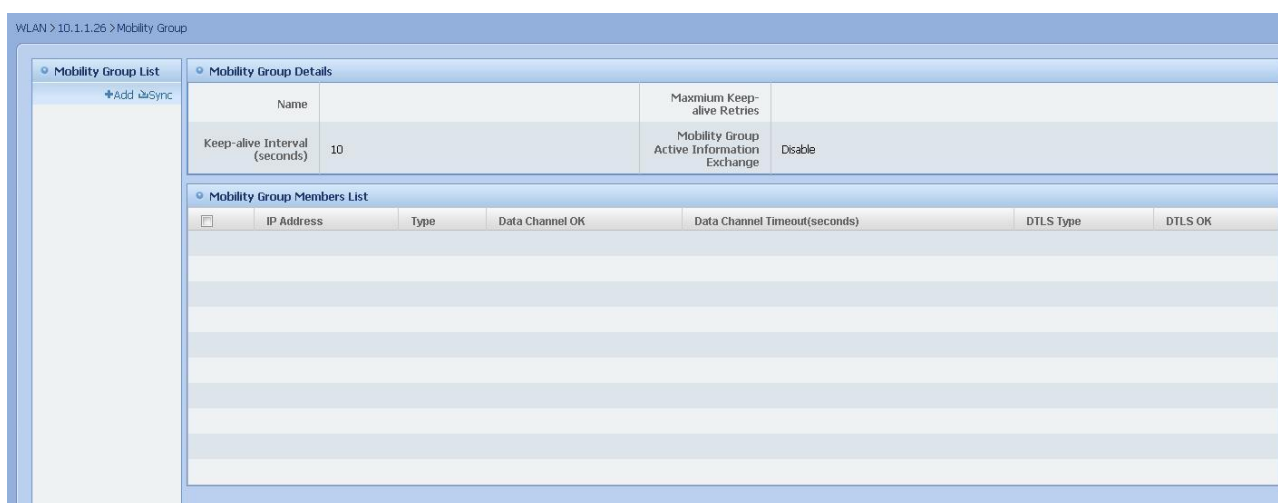 WLAN > 10.1.1.26 > Mobility Group
Mobility Group List
Add Sync
Mobility Group Details
Name
Maxmium Keep-
alive Retries
Keep-alive Interval
(seconds)
10
Mobility Group
Active Information
Exchange
Disable
Mobility Group Members List
IP Address Type Data Channel OK Data Channel Timeout(seconds) DTLS Type DTLS OK